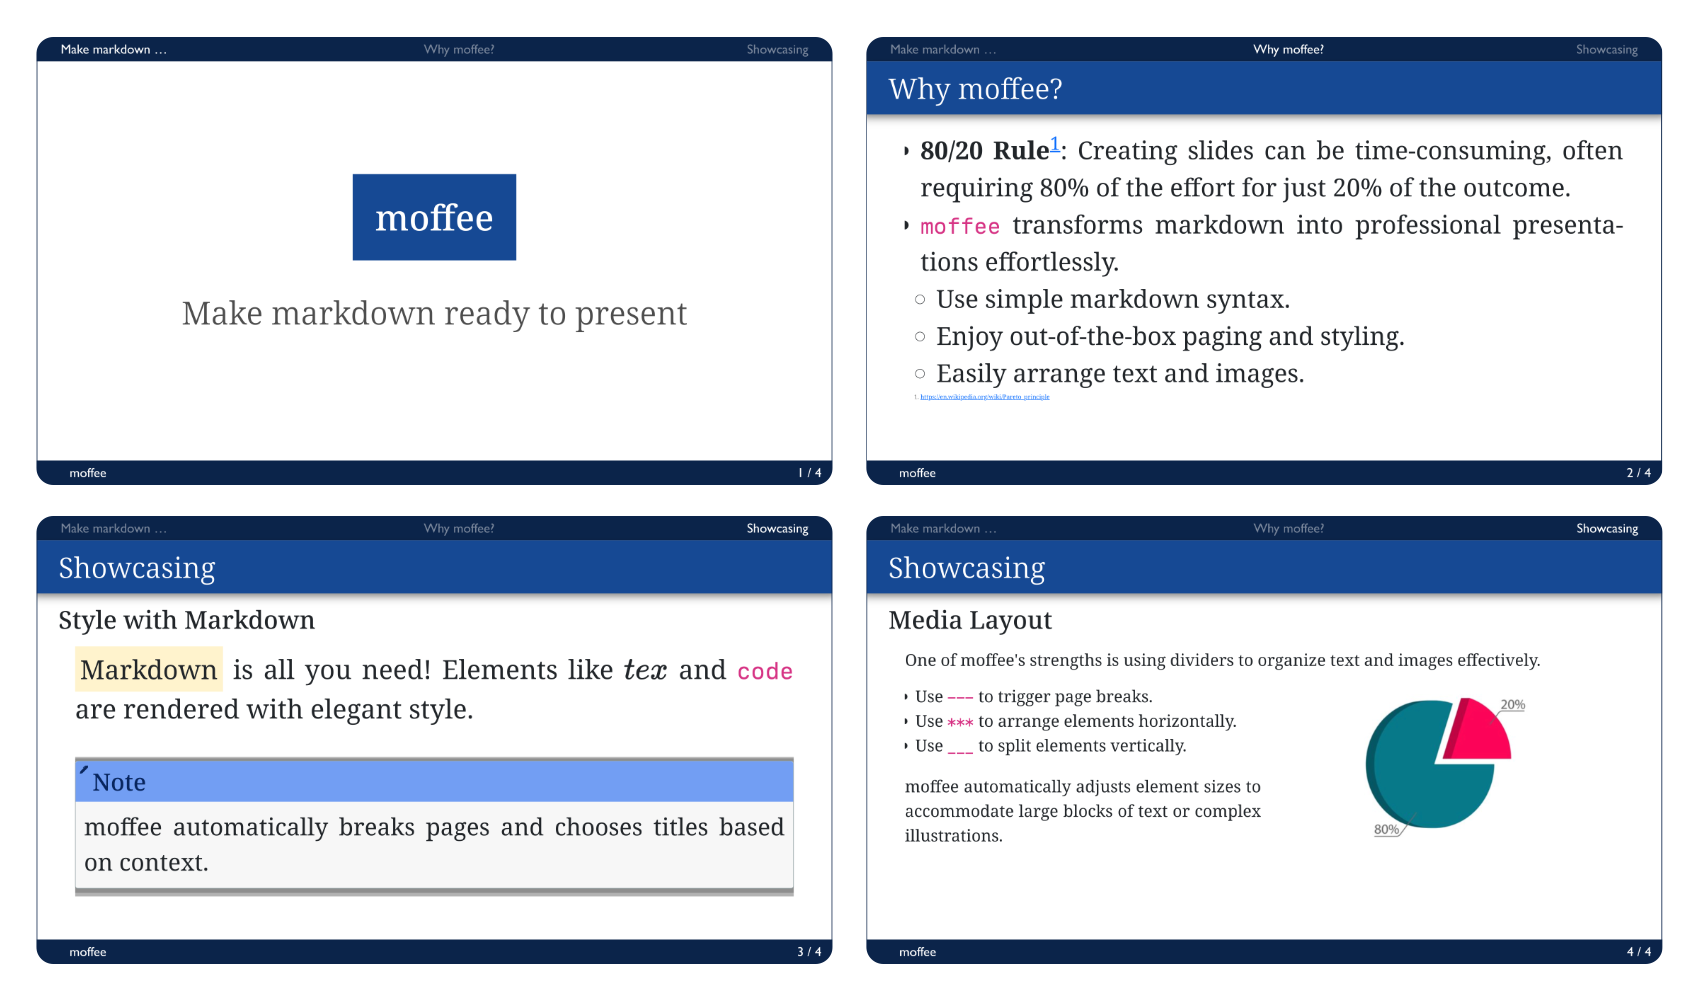 Make markdown … Why moffee? Showcasing
moffee
Make markdown ready to present
moffee 1 / 4
Make markdown … Why moffee? Showcasing
Why moffee?
80/20 Rule1: Creating slides can be time-consuming, often
requiring 80% of the effort for just 20% of the outcome.
moffee transforms markdown into professional presenta-
tions effortlessly.
Use simple markdown syntax.
Enjoy out-of-the-box paging and styling.
Easily arrange text and images.
1. https://en.wikipedia.org/wiki/Pareto_principle
moffee 2 / 4
Make markdown … Why moffee? Showcasing
Showcasing
Style with Markdown
Markdown is all you need! Elements like tex and code
are rendered with elegant style.
Note
moffee automatically breaks pages and chooses titles based
on context.
moffee 3 / 4
Make markdown … Why moffee? Showcasing
Showcasing
Media Layout
One of moffee's strengths is using dividers to organize text and images effectively.
Use --- to trigger page breaks.
Use *** to arrange elements horizontally.
Use ___ to split elements vertically.
moffee automatically adjusts element sizes to
accommodate large blocks of text or complex
illustrations.
20%
80%
moffee 4 / 4